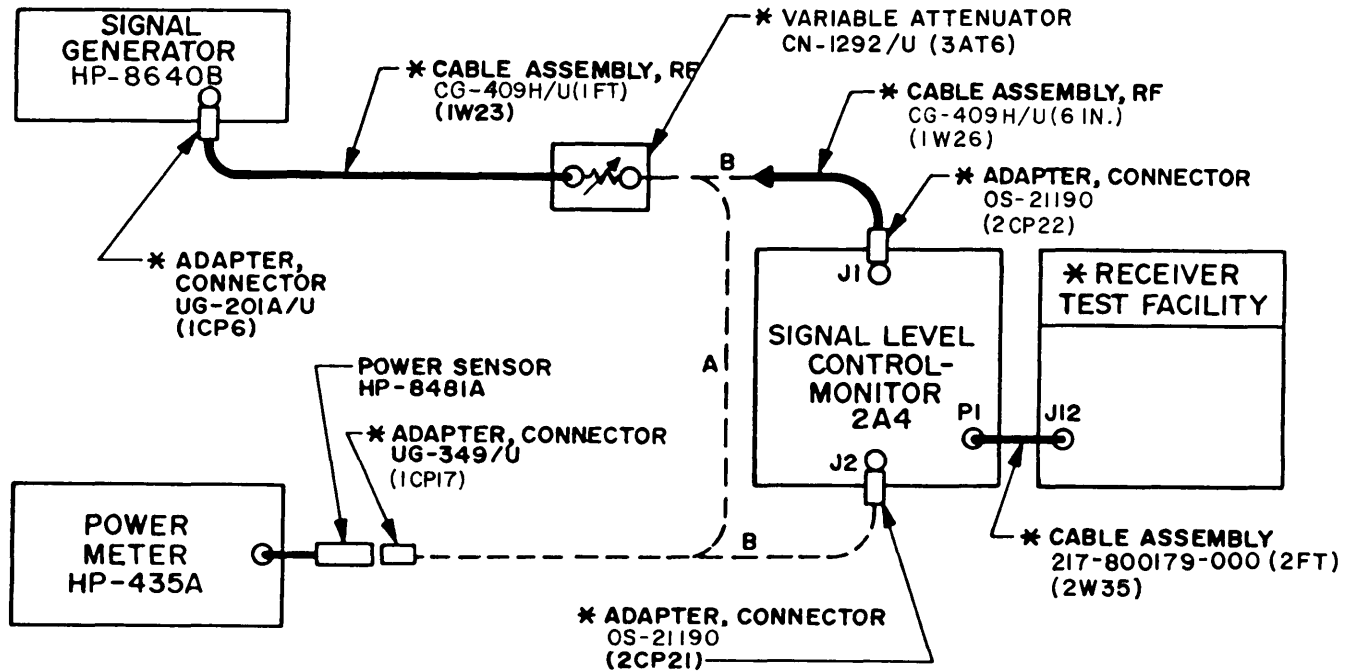 SIGNAL
GENERATOR
HP-8640B
* VARIABLE ATTENUATOR
CN-1292/U (3AT6)
* CABLE ASSEMBLY, RF
CG-409H/U(1FT)
(1W23)
* CABLE ASSEMBLY, RF
CG-409H/U(6 IN.)
(1W26)
B
* ADAPTER, CONNECTOR
OS-21190
(2CP22)
* ADAPTER,
CONNECTOR
UG-201A/U
(1CP6)
J1
* RECEIVER
TEST FACILITY
SIGNAL LEVEL
CONTROL-
MONITOR
2A4
A
POWER SENSOR
HP-8481A
P1
J12
* ADAPTER, CONNECTOR
UG-349/U
(1CP17)
J2
POWER
METER
HP-435A
B
* CABLE ASSEMBLY
217-800179-000 (2FT)
(2W35)
* ADAPTER, CONNECTOR
OS-21190
(2CP21)